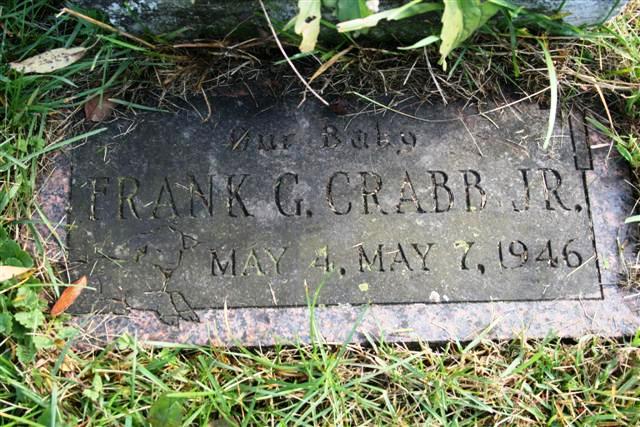 Our Baby
FRANK G. CRABB JR.
MAY 4, MAY 7, 1946